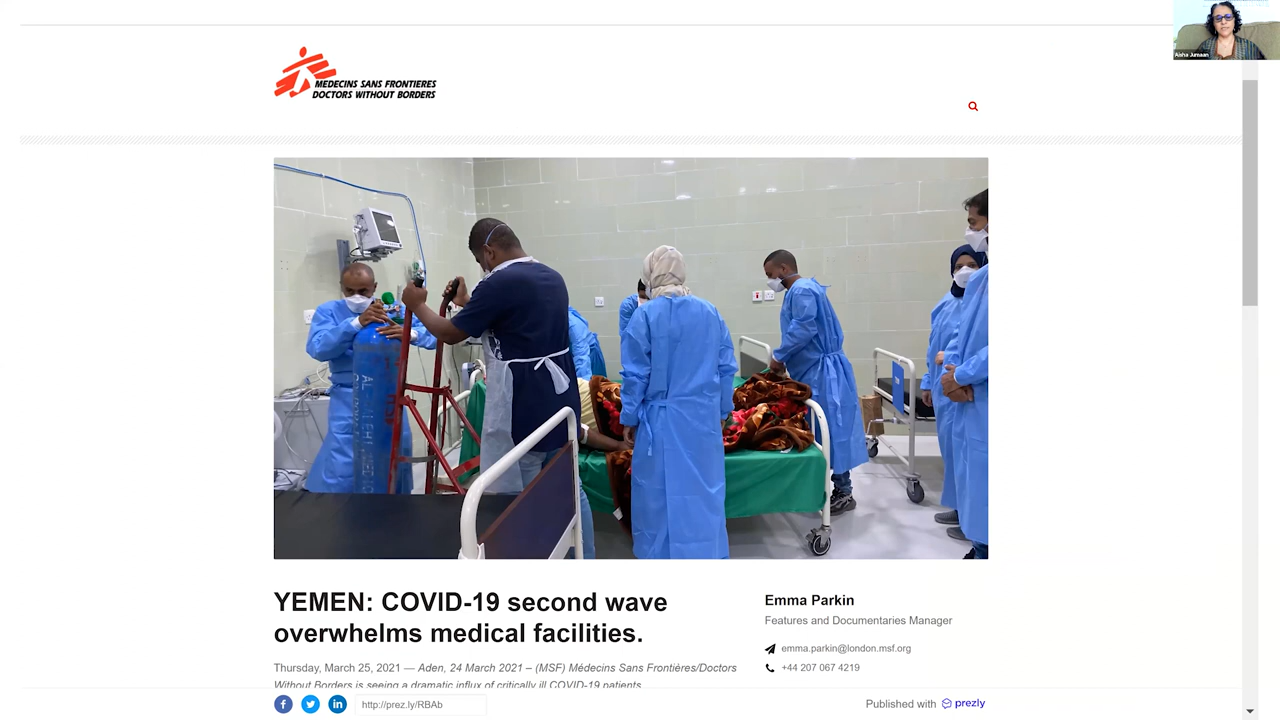 Aisha Jumaan
MEDECINS SANS FRONTIERES
DOCTORS WITHOUT BORDERS
YEMEN: COVID-19 second wave
overwhelms medical facilities.
Thursday, March 25, 2021 — Aden, 24 March 2021 – (MSF) Médecins Sans Frontières/Doctors
Without Borders is seeing a dramatic influx of critically ill COVID-19 patients
Emma Parkin
Features and Documentaries Manager
emma.parkin@london.msf.org
+44 207 067 4219
http://prez.ly/RBAb
Published with prezly